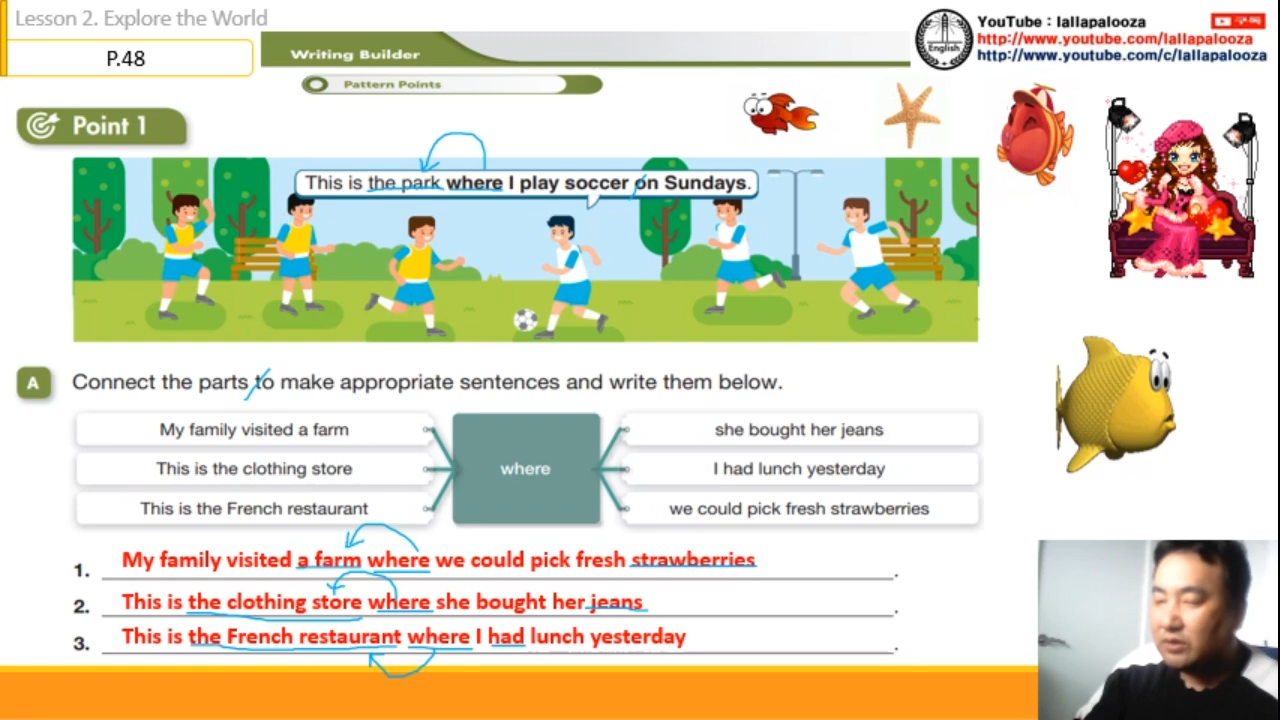 Lesson 2. Explore the World
P.48
Writing Builder
Pattern Points
English
YouTube : lallapalooza
구독
http://www.youtube.com/lallapalooza
http://www.youtube.com/c/lallapalooza
Point 1
This is the park where I play soccer on Sundays.
A Connect the parts to make appropriate sentences and write them below.
My family visited a farm
she bought her jeans
This is the clothing store
where
I had lunch yesterday
This is the French restaurant
we could pick fresh strawberries
1. My family visited a farm where we could pick fresh strawberries.
2. This is the clothing store where she bought her jeans.
3. This is the French restaurant where I had lunch yesterday.